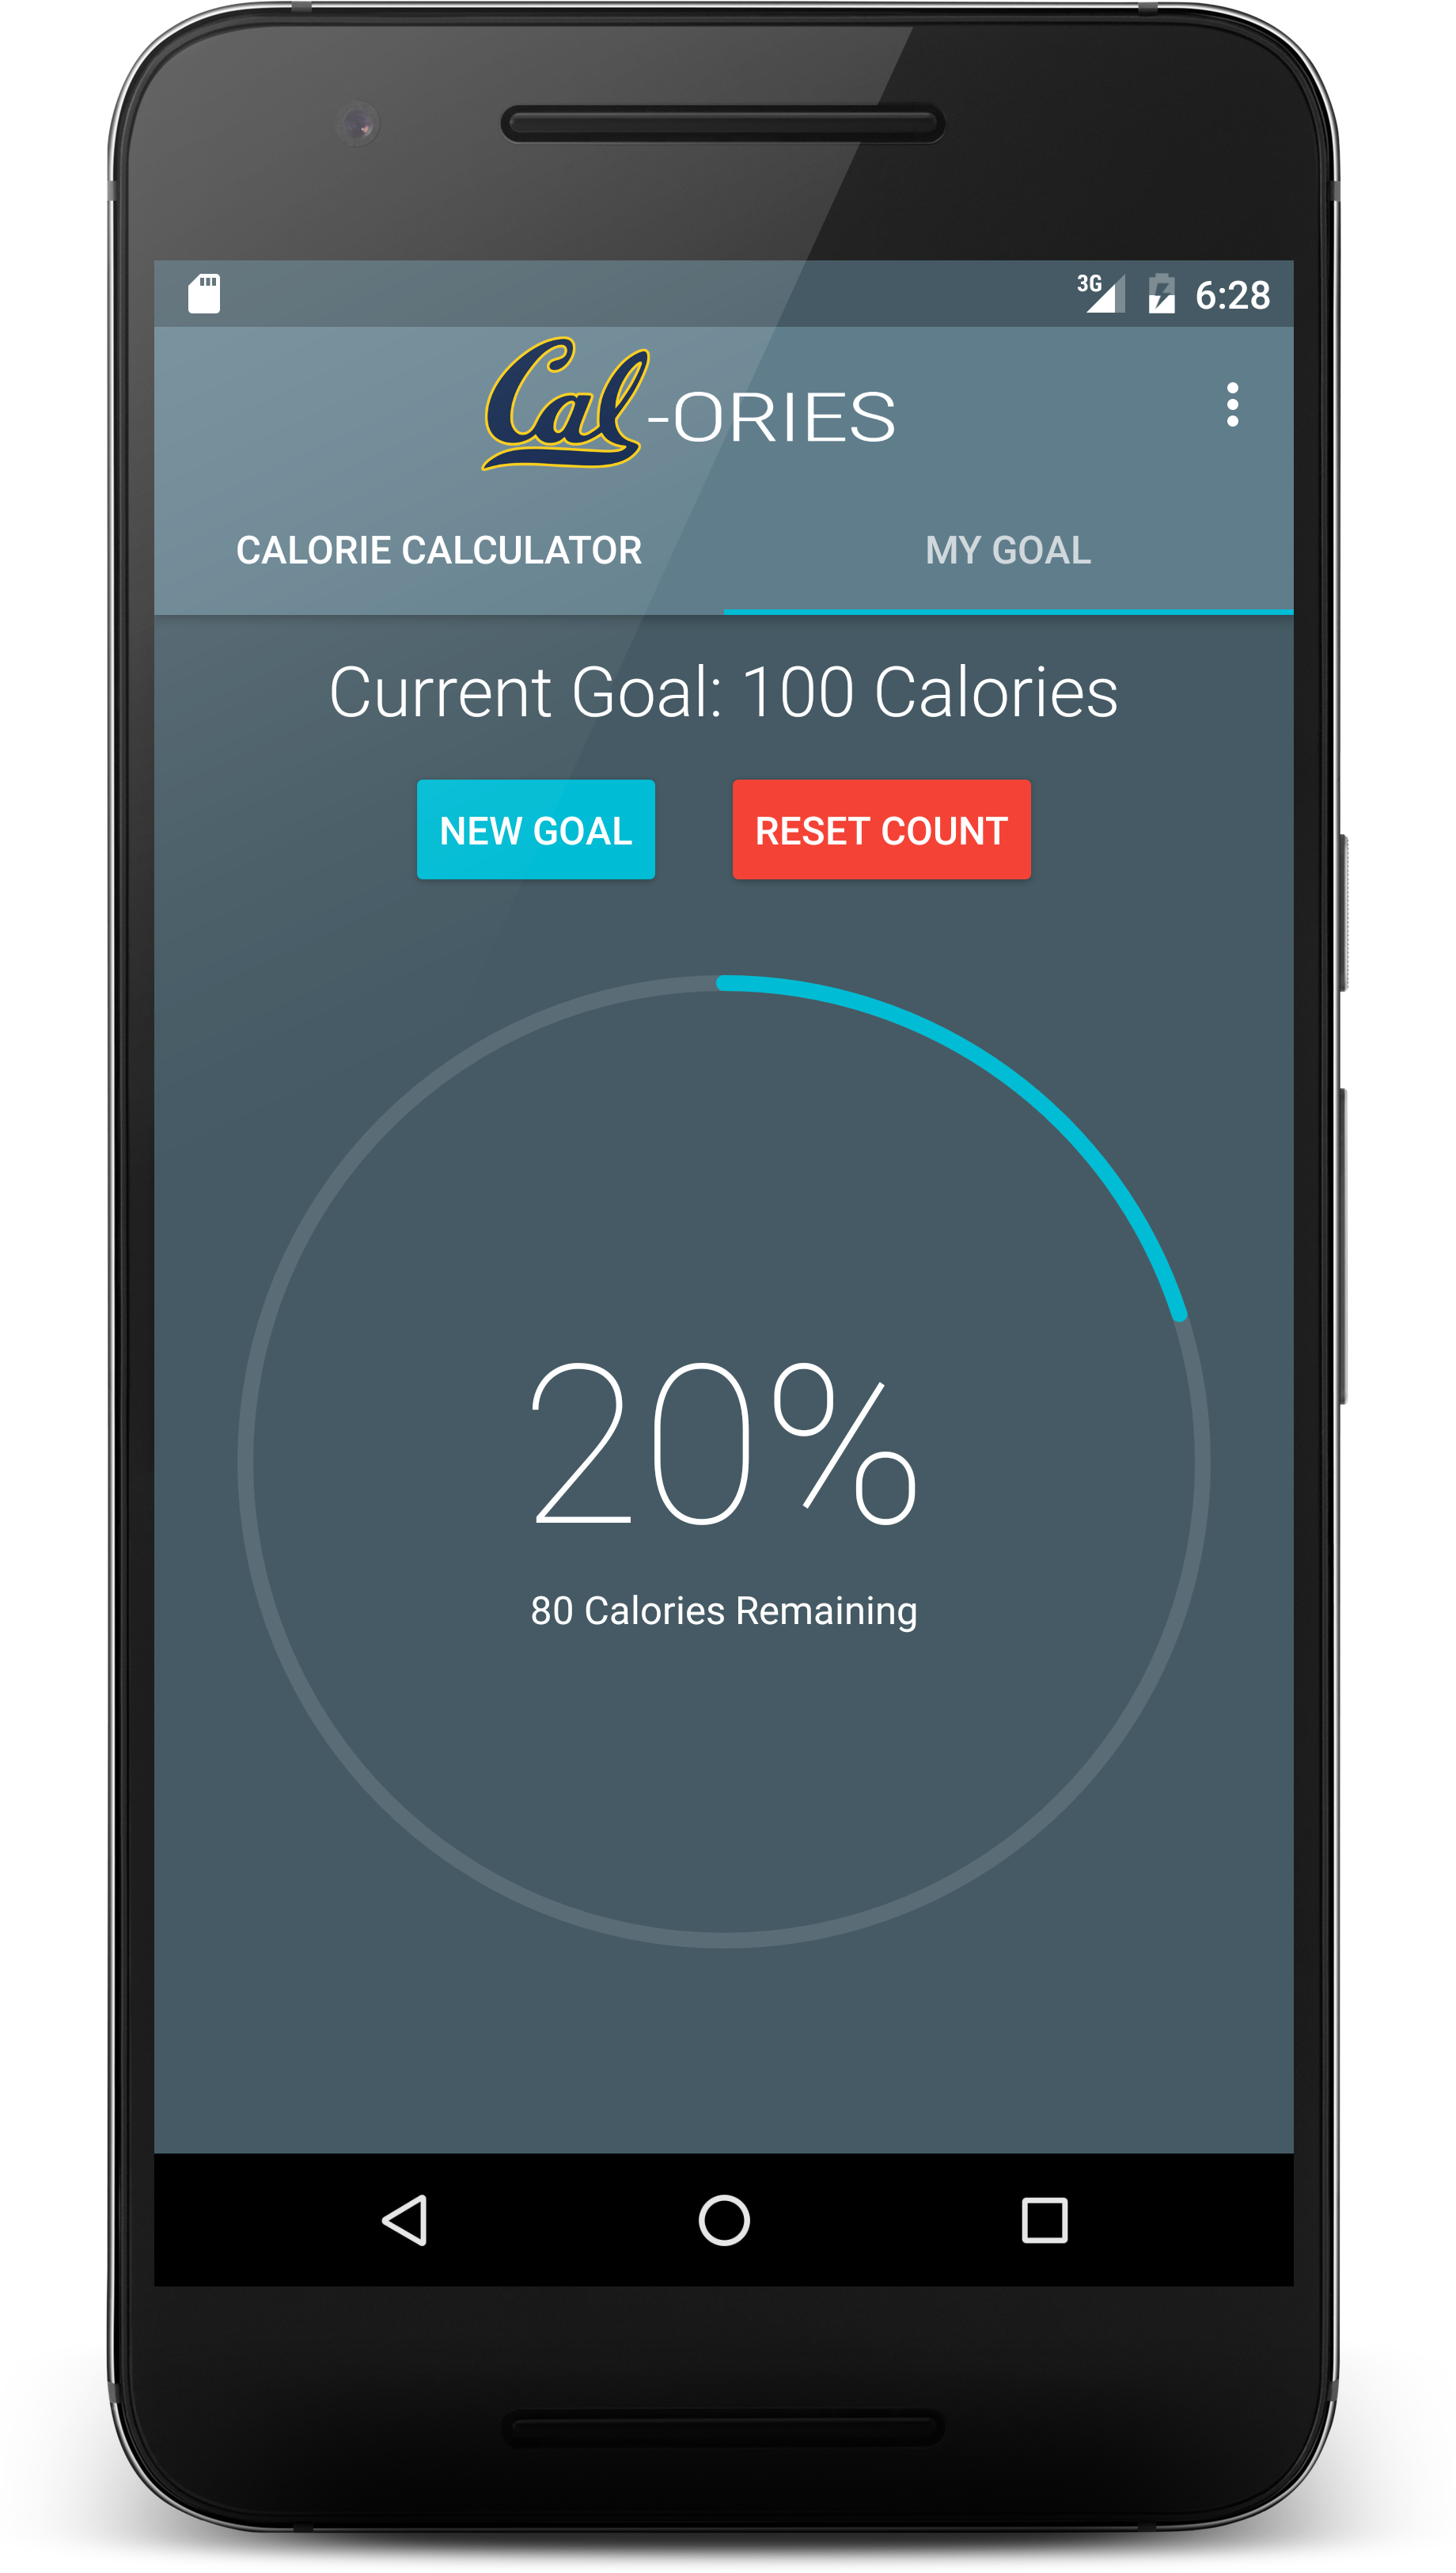 3G 6:28
Cal-ORIES
CALORIE CALCULATOR MY GOAL
Current Goal: 100 Calories
NEW GOAL RESET COUNT
20%
80 Calories Remaining